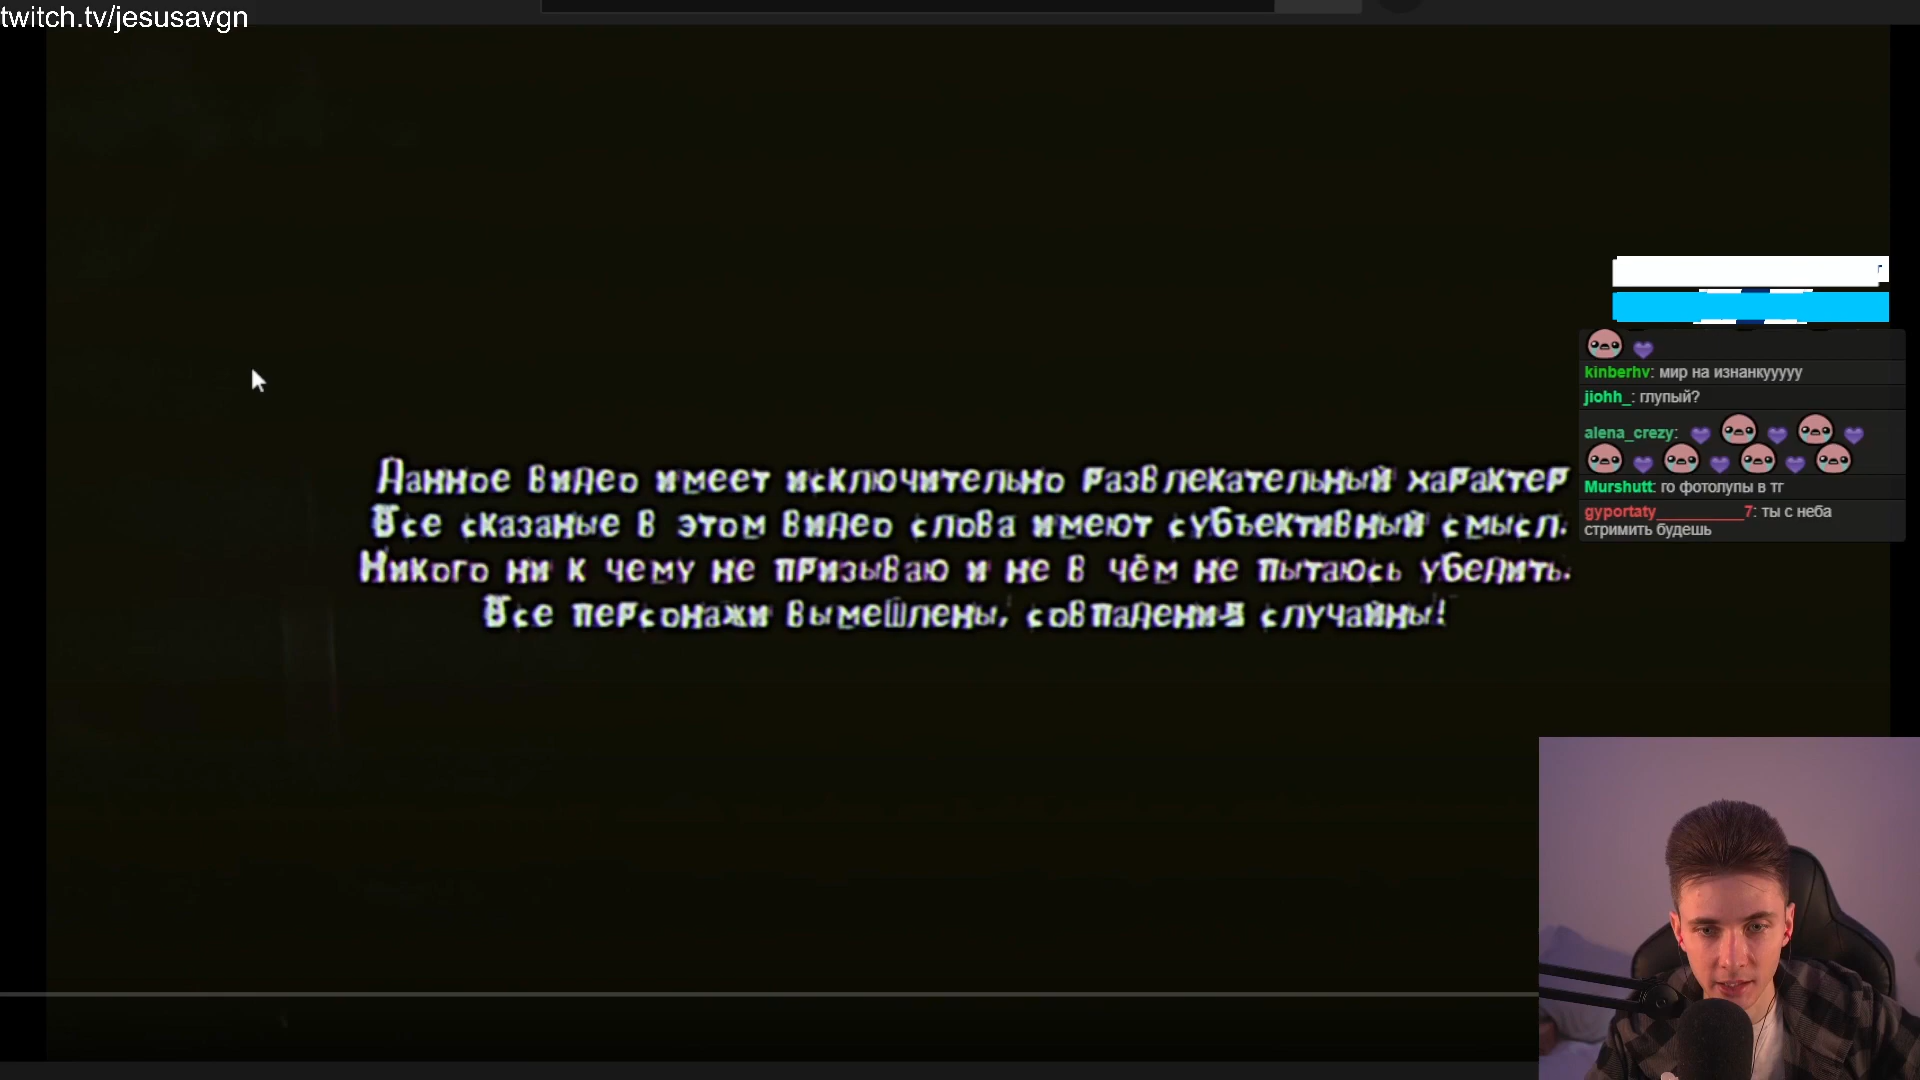 twitch.tv/jesusavgn
Данное видео имеет исключительно развлекательный характер
Все сказаные в этом видео слова имеют субъективный смысл.
Никого ни к чему не призываю и не в чём не пытаюсь убедить.
Все персонажи вымешлены, совпадения случайны!
kinberhv: мир на изнанкууууу
jiohh_: глупый?
alena_crezy:
Murshutt: го фотолупы в тг
gyportaty__________7: ты с неба
стримить будешь